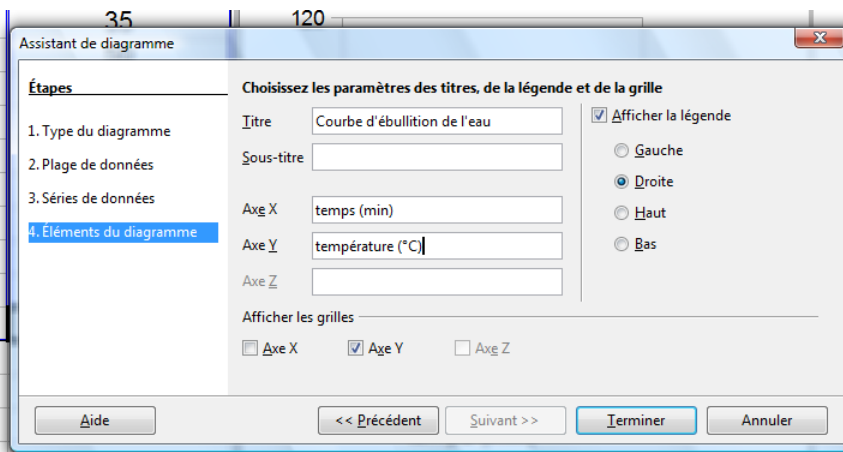 35
120
Assistant de diagramme
Étapes
1. Type du diagramme
2. Plage de données
3. Séries de données
4. Éléments du diagramme
Choisissez les paramètres des titres, de la légende et de la grille
Titre Courbe d'ébullition de l'eau
Sous-titre
Axe X temps (min)
Axe Y température (°C)
Axe Z
Afficher la légende
Gauche
Droite
Haut
Bas
Afficher les grilles
Axe X Axe Y Axe Z
Aide << Précédent Suivant >> Terminer Annuler